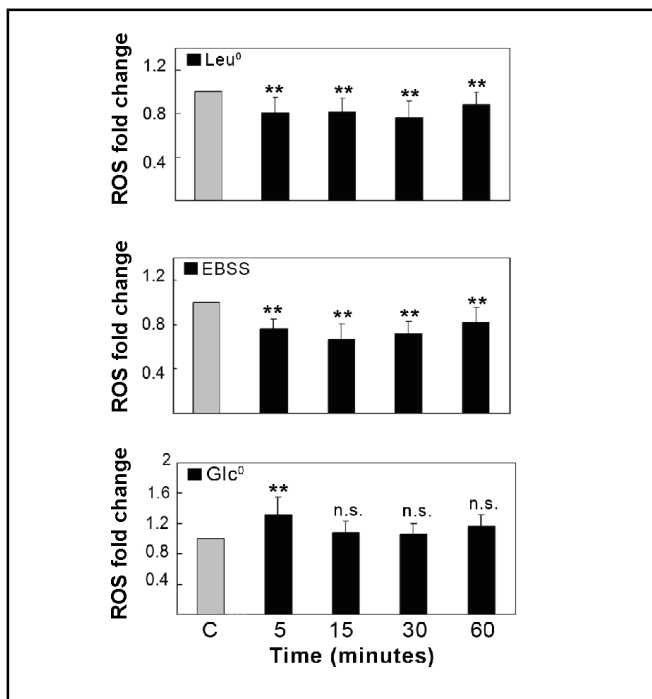 ROS fold change
Leu⁰
1.2
0.8
0.4
** ** ** **
ROS fold change
EBSS
1.2
0.8
0.4
** ** ** **
ROS fold change
Glc⁰
2
1.6
1.2
0.8
0.4
** n.s. n.s. n.s.
C 5 15 30 60
Time (minutes)